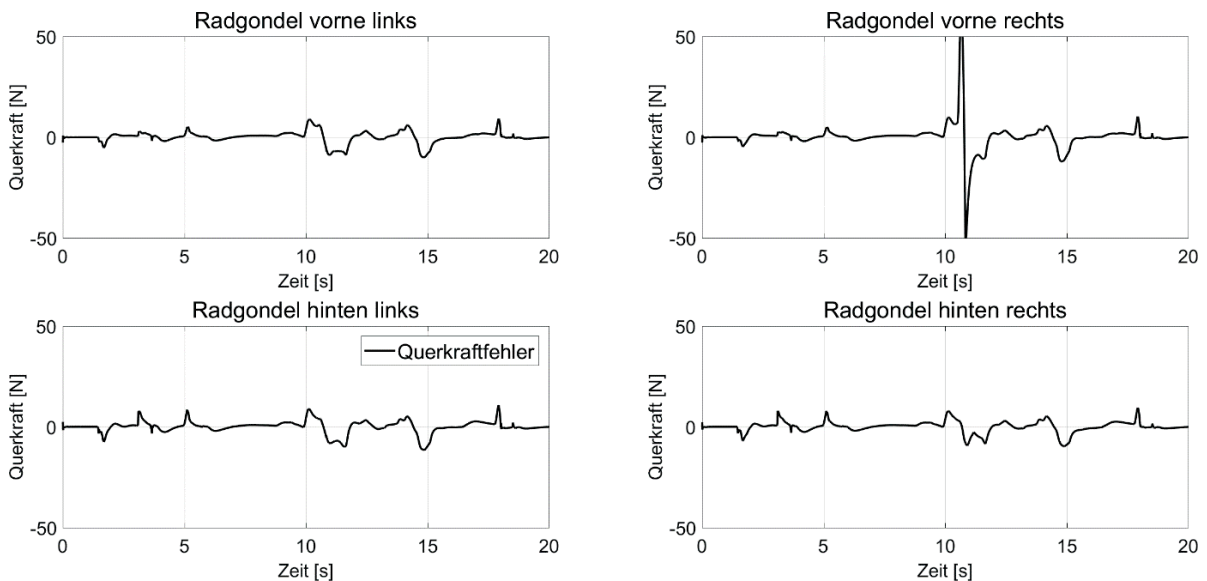 Radgondel vorne links
50
0
-50
Querkraft [N]
0 5 10 15 20
Zeit [s]
Radgondel vorne rechts
50
0
-50
Querkraft [N]
0 5 10 15 20
Zeit [s]
Radgondel hinten links
50
0
-50
Querkraft [N]
Querkraftfehler
0 5 10 15 20
Zeit [s]
Radgondel hinten rechts
50
0
-50
Querkraft [N]
0 5 10 15 20
Zeit [s]